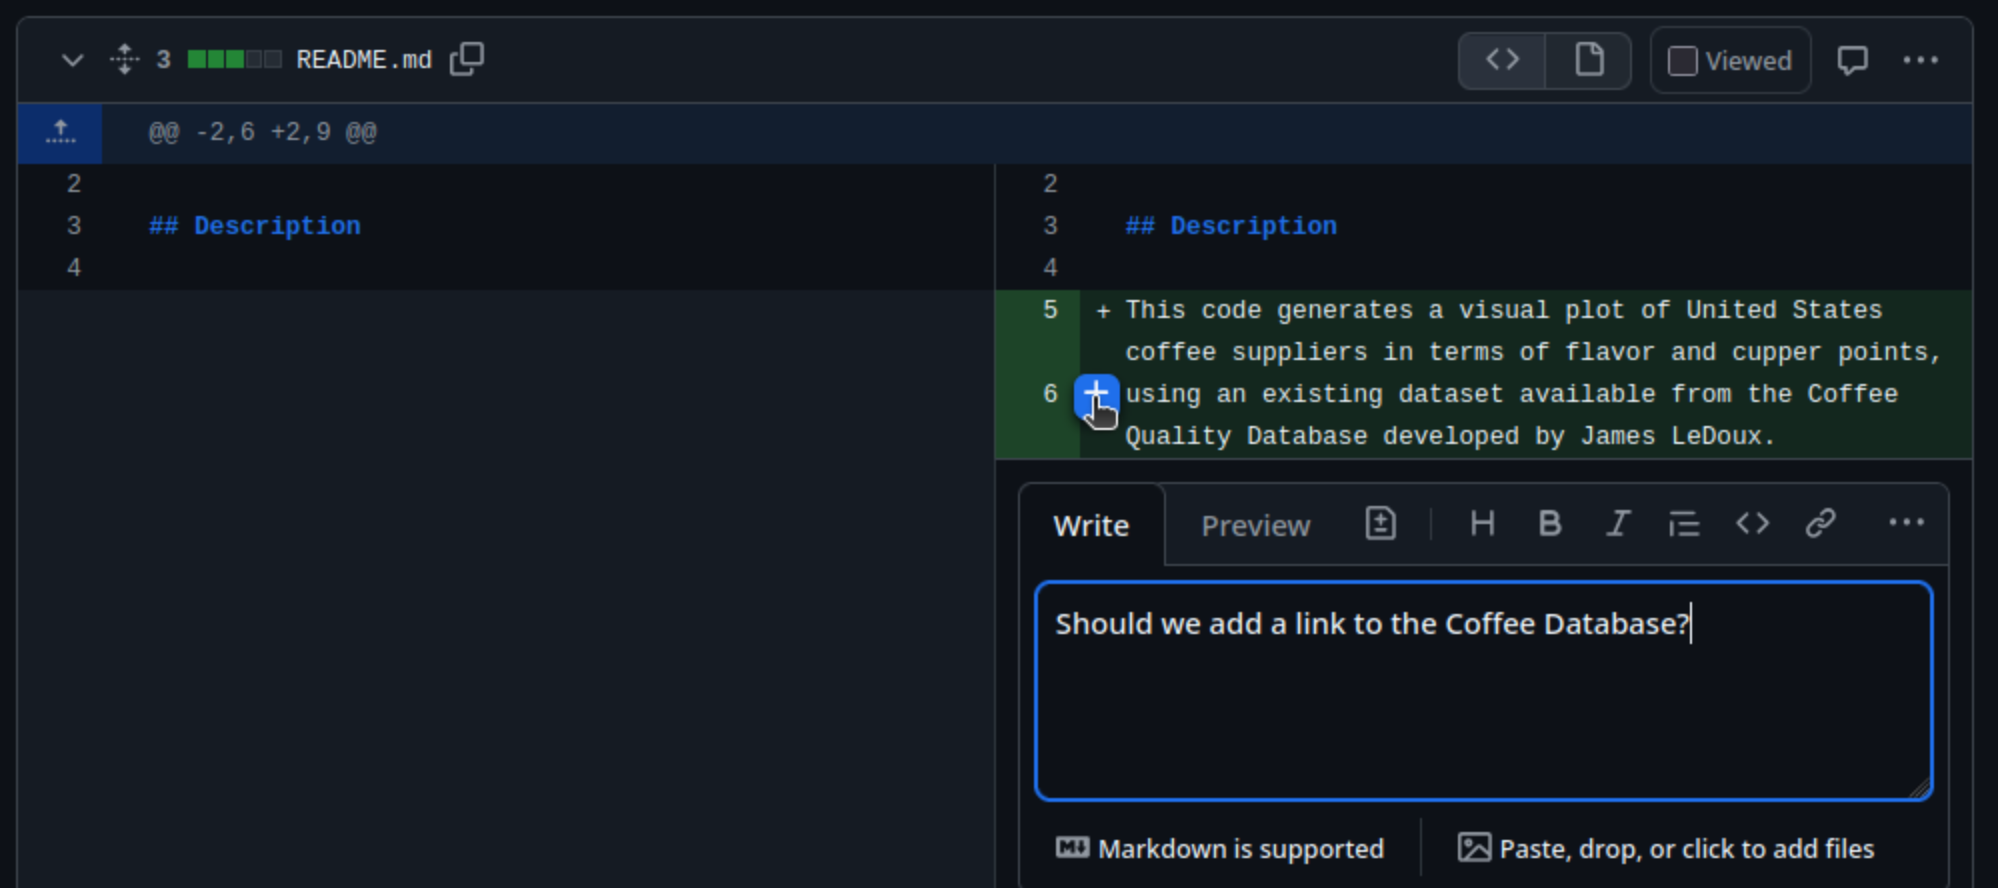 3 README.md Viewed
@@ -2,6 +2,9 @@
2 2
3 ## Description 3 ## Description
4 4
5 + This code generates a visual plot of United States
coffee suppliers in terms of flavor and cupper points,
6 + using an existing dataset available from the Coffee
Quality Database developed by James LeDoux.
Write Preview H B I
Should we add a link to the Coffee Database?
M Markdown is supported Paste, drop, or click to add files